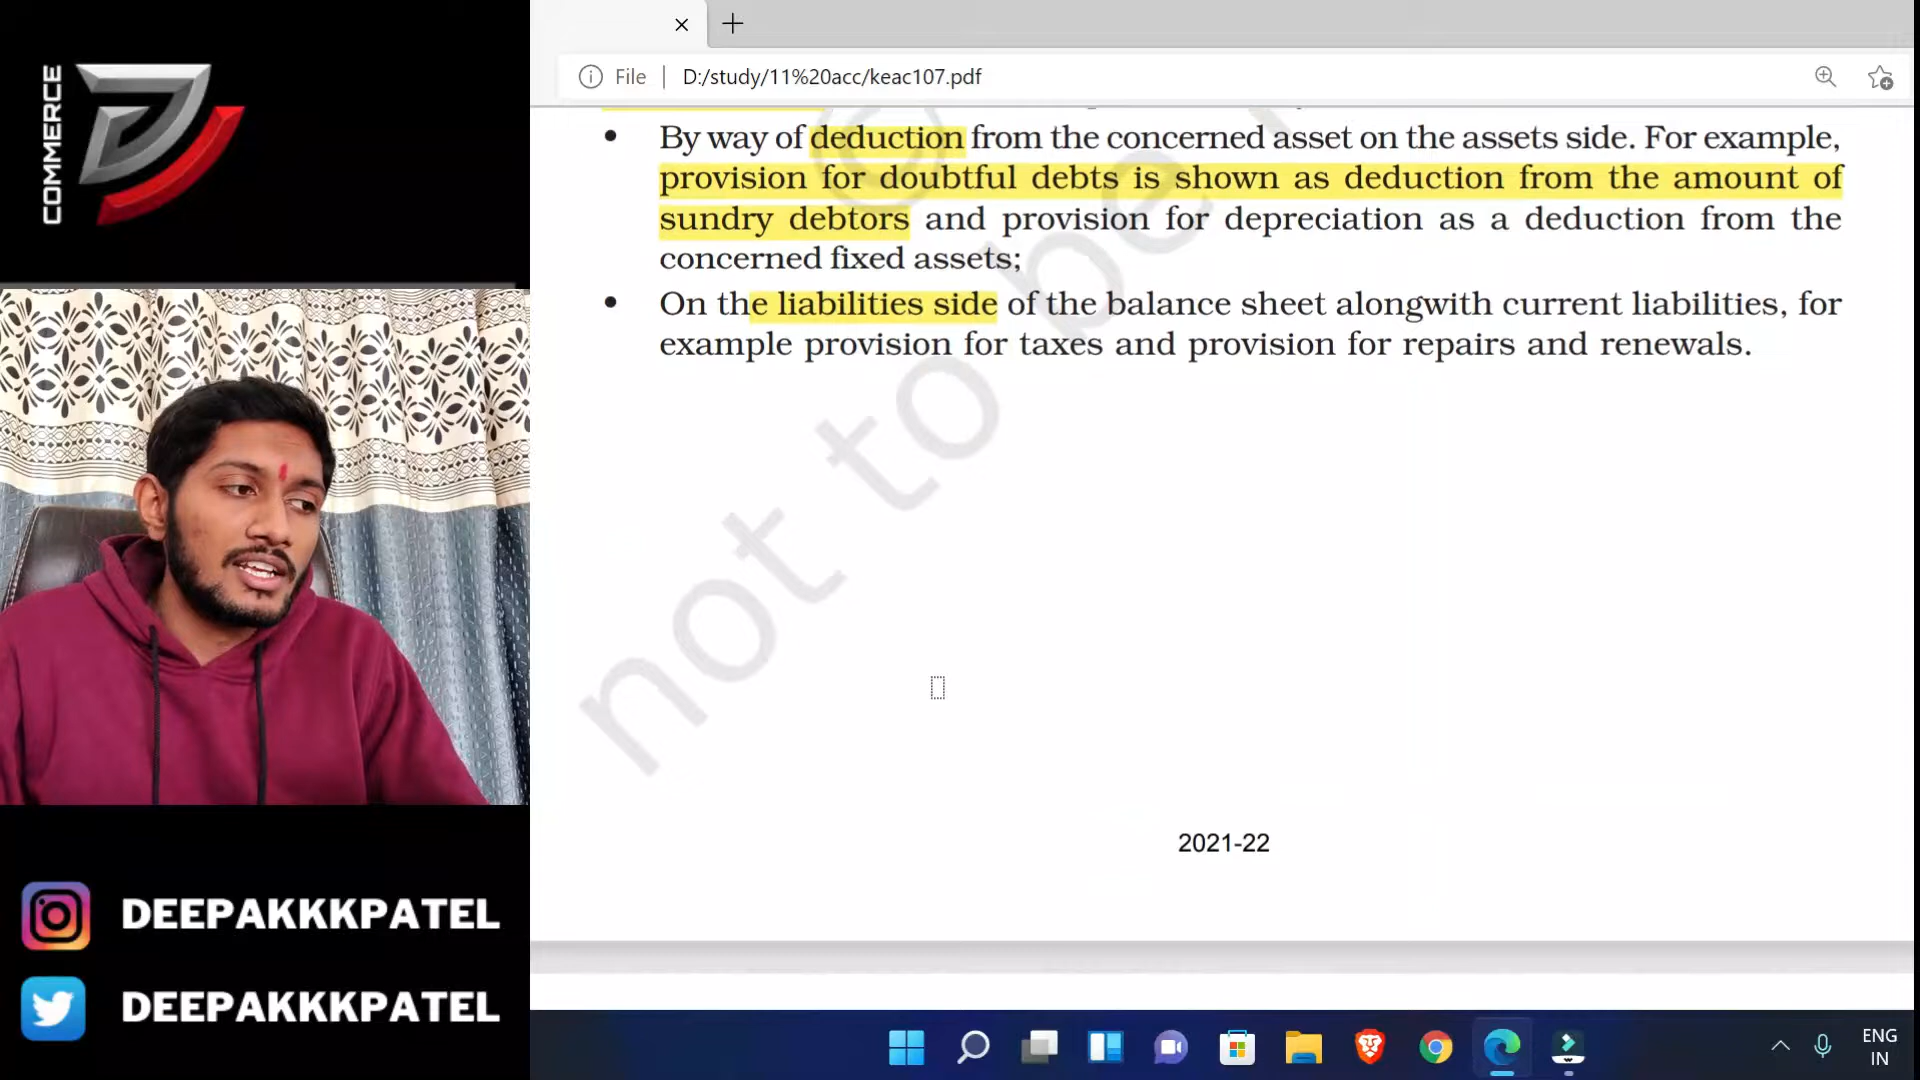 COMMERCE
DEEPAKKKPATEL
DEEPAKKKPATEL
File
D:/study/11%20acc/keac107.pdf
• By way of deduction from the concerned asset on the assets side. For example,
provision for doubtful debts is shown as deduction from the amount of
sundry debtors and provision for depreciation as a deduction from the
concerned fixed assets;
• On the liabilities side of the balance sheet alongwith current liabilities, for
example provision for taxes and provision for repairs and renewals.
not to be
2021-22
ENG
IN